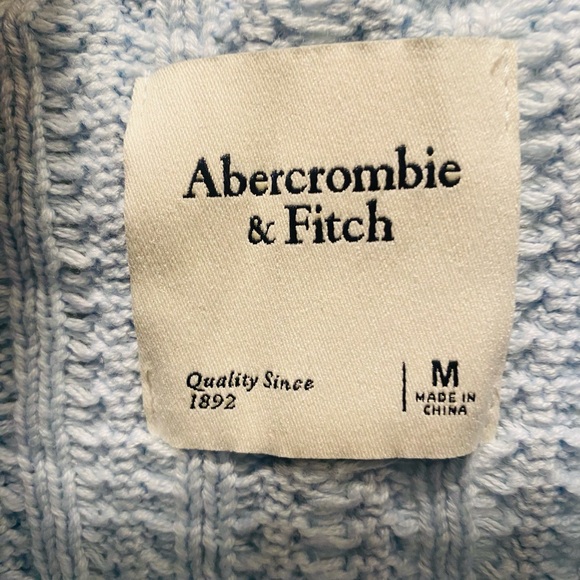 Abercrombie
& Fitch
Quality Since
1892
M
MADE IN
CHINA